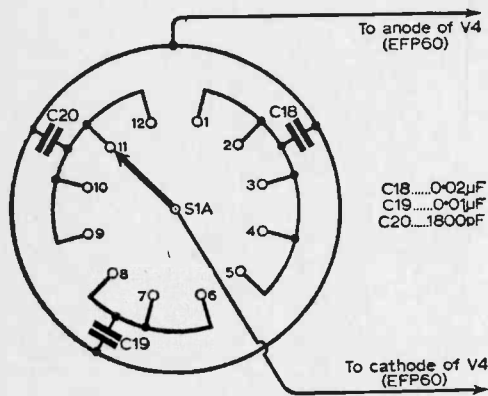 To anode of V4
(EFP60)
C20
12
1
C18
11
2
10
3
C18......0·02µF
C19......0·01µF
C20....1800pF
S1A
9
4
8
7
6
5
C19
To cathode of V4
(EFP60)